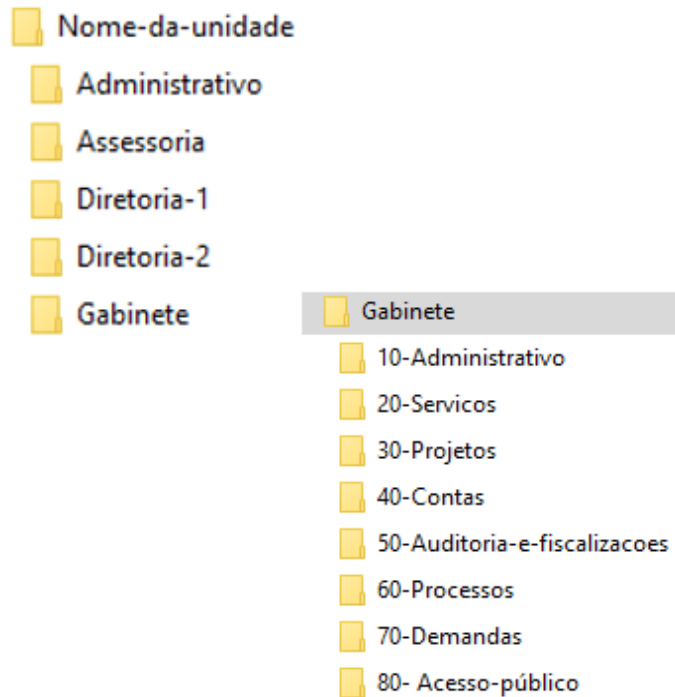 Nome-da-unidade
Administrativo
Assessoria
Diretoria-1
Diretoria-2
Gabinete
Gabinete
10-Administrativo
20-Servicos
30-Projetos
40-Contas
50-Auditoria-e-fiscalizacoes
60-Processos
70-Demandas
80- Acesso-público